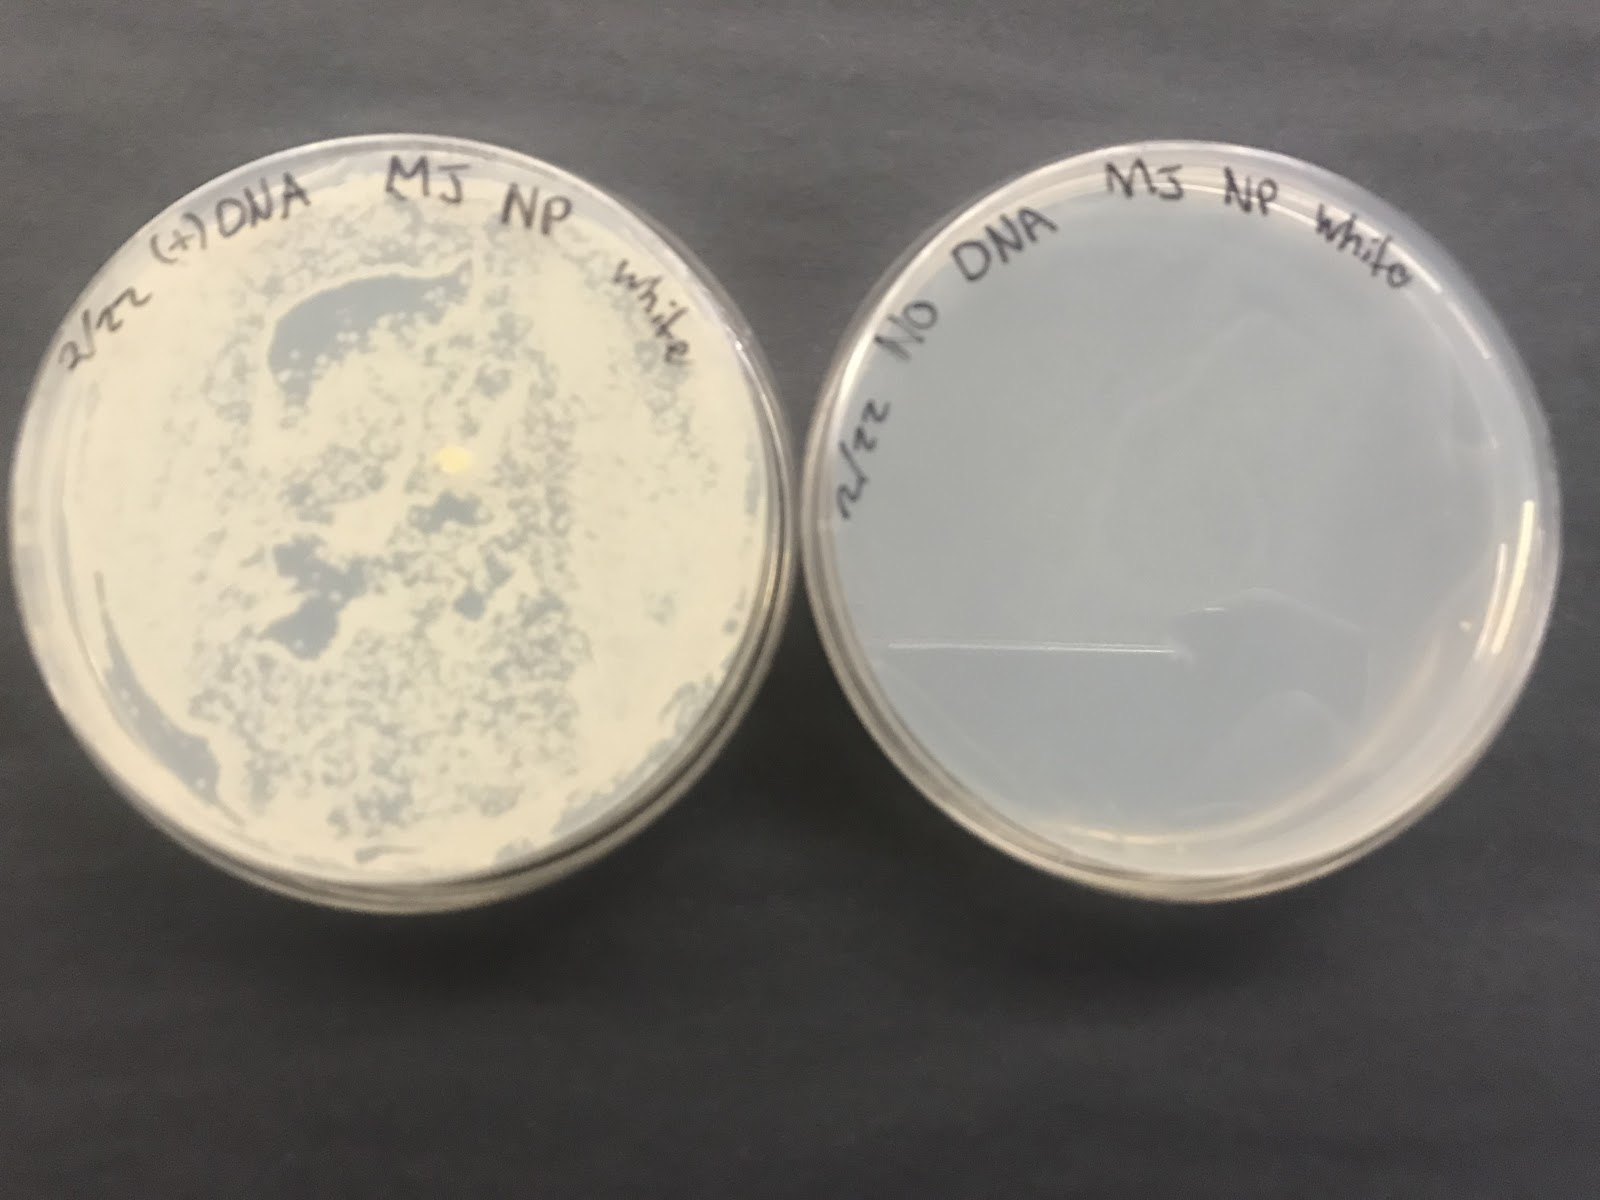 2/22 (+) DNA MJ NP white
2/22 NO DNA MJ NP white